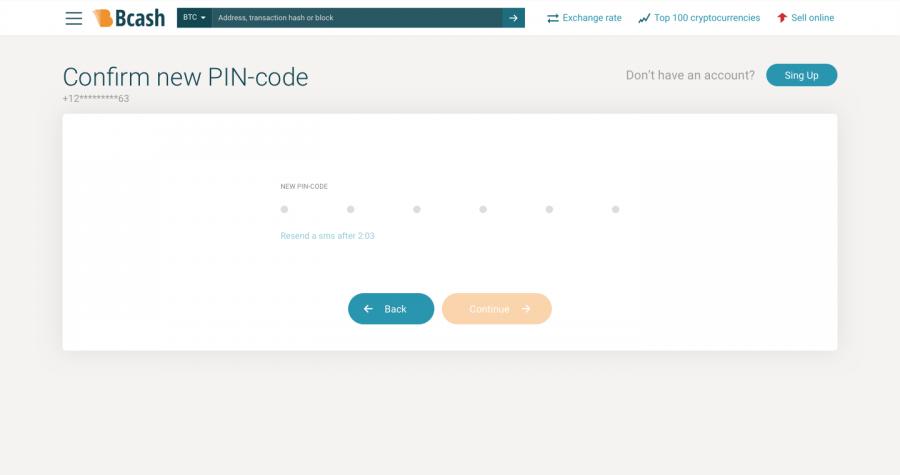 Bcash
BTC
Address, transaction hash or block
Exchange rate
Top 100 cryptocurrencies
Sell online
Confirm new PIN-code
+12*********63
Don't have an account?
Sing Up
NEW PIN-CODE
Resend a sms after 2:03
Back
Continue